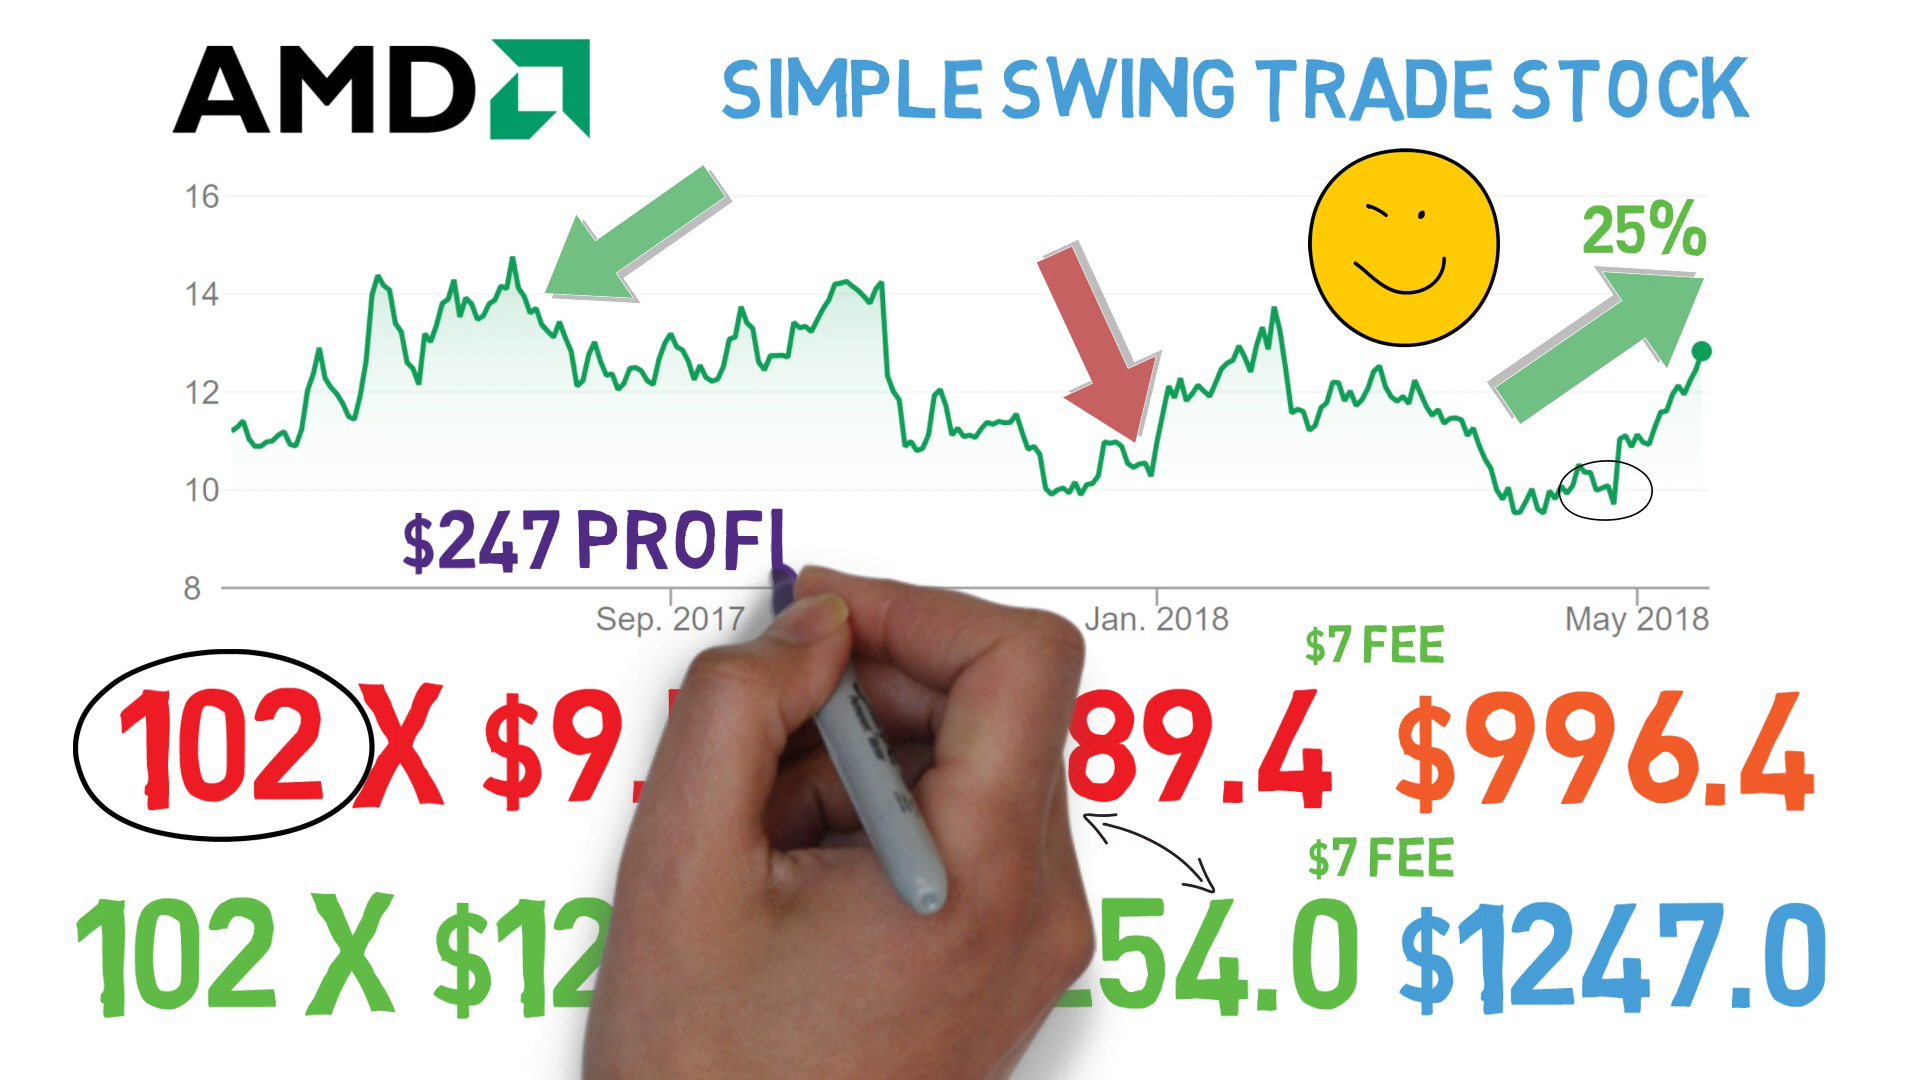 AMD
SIMPLE SWING TRADE STOCK
16
25%
14
12
10
$247 PROFI
8
Sep. 2017
Jan. 2018
May 2018
$7 FEE
102 X $9. 89.4 $996.4
$7 FEE
102 X $12 54.0 $1247.0